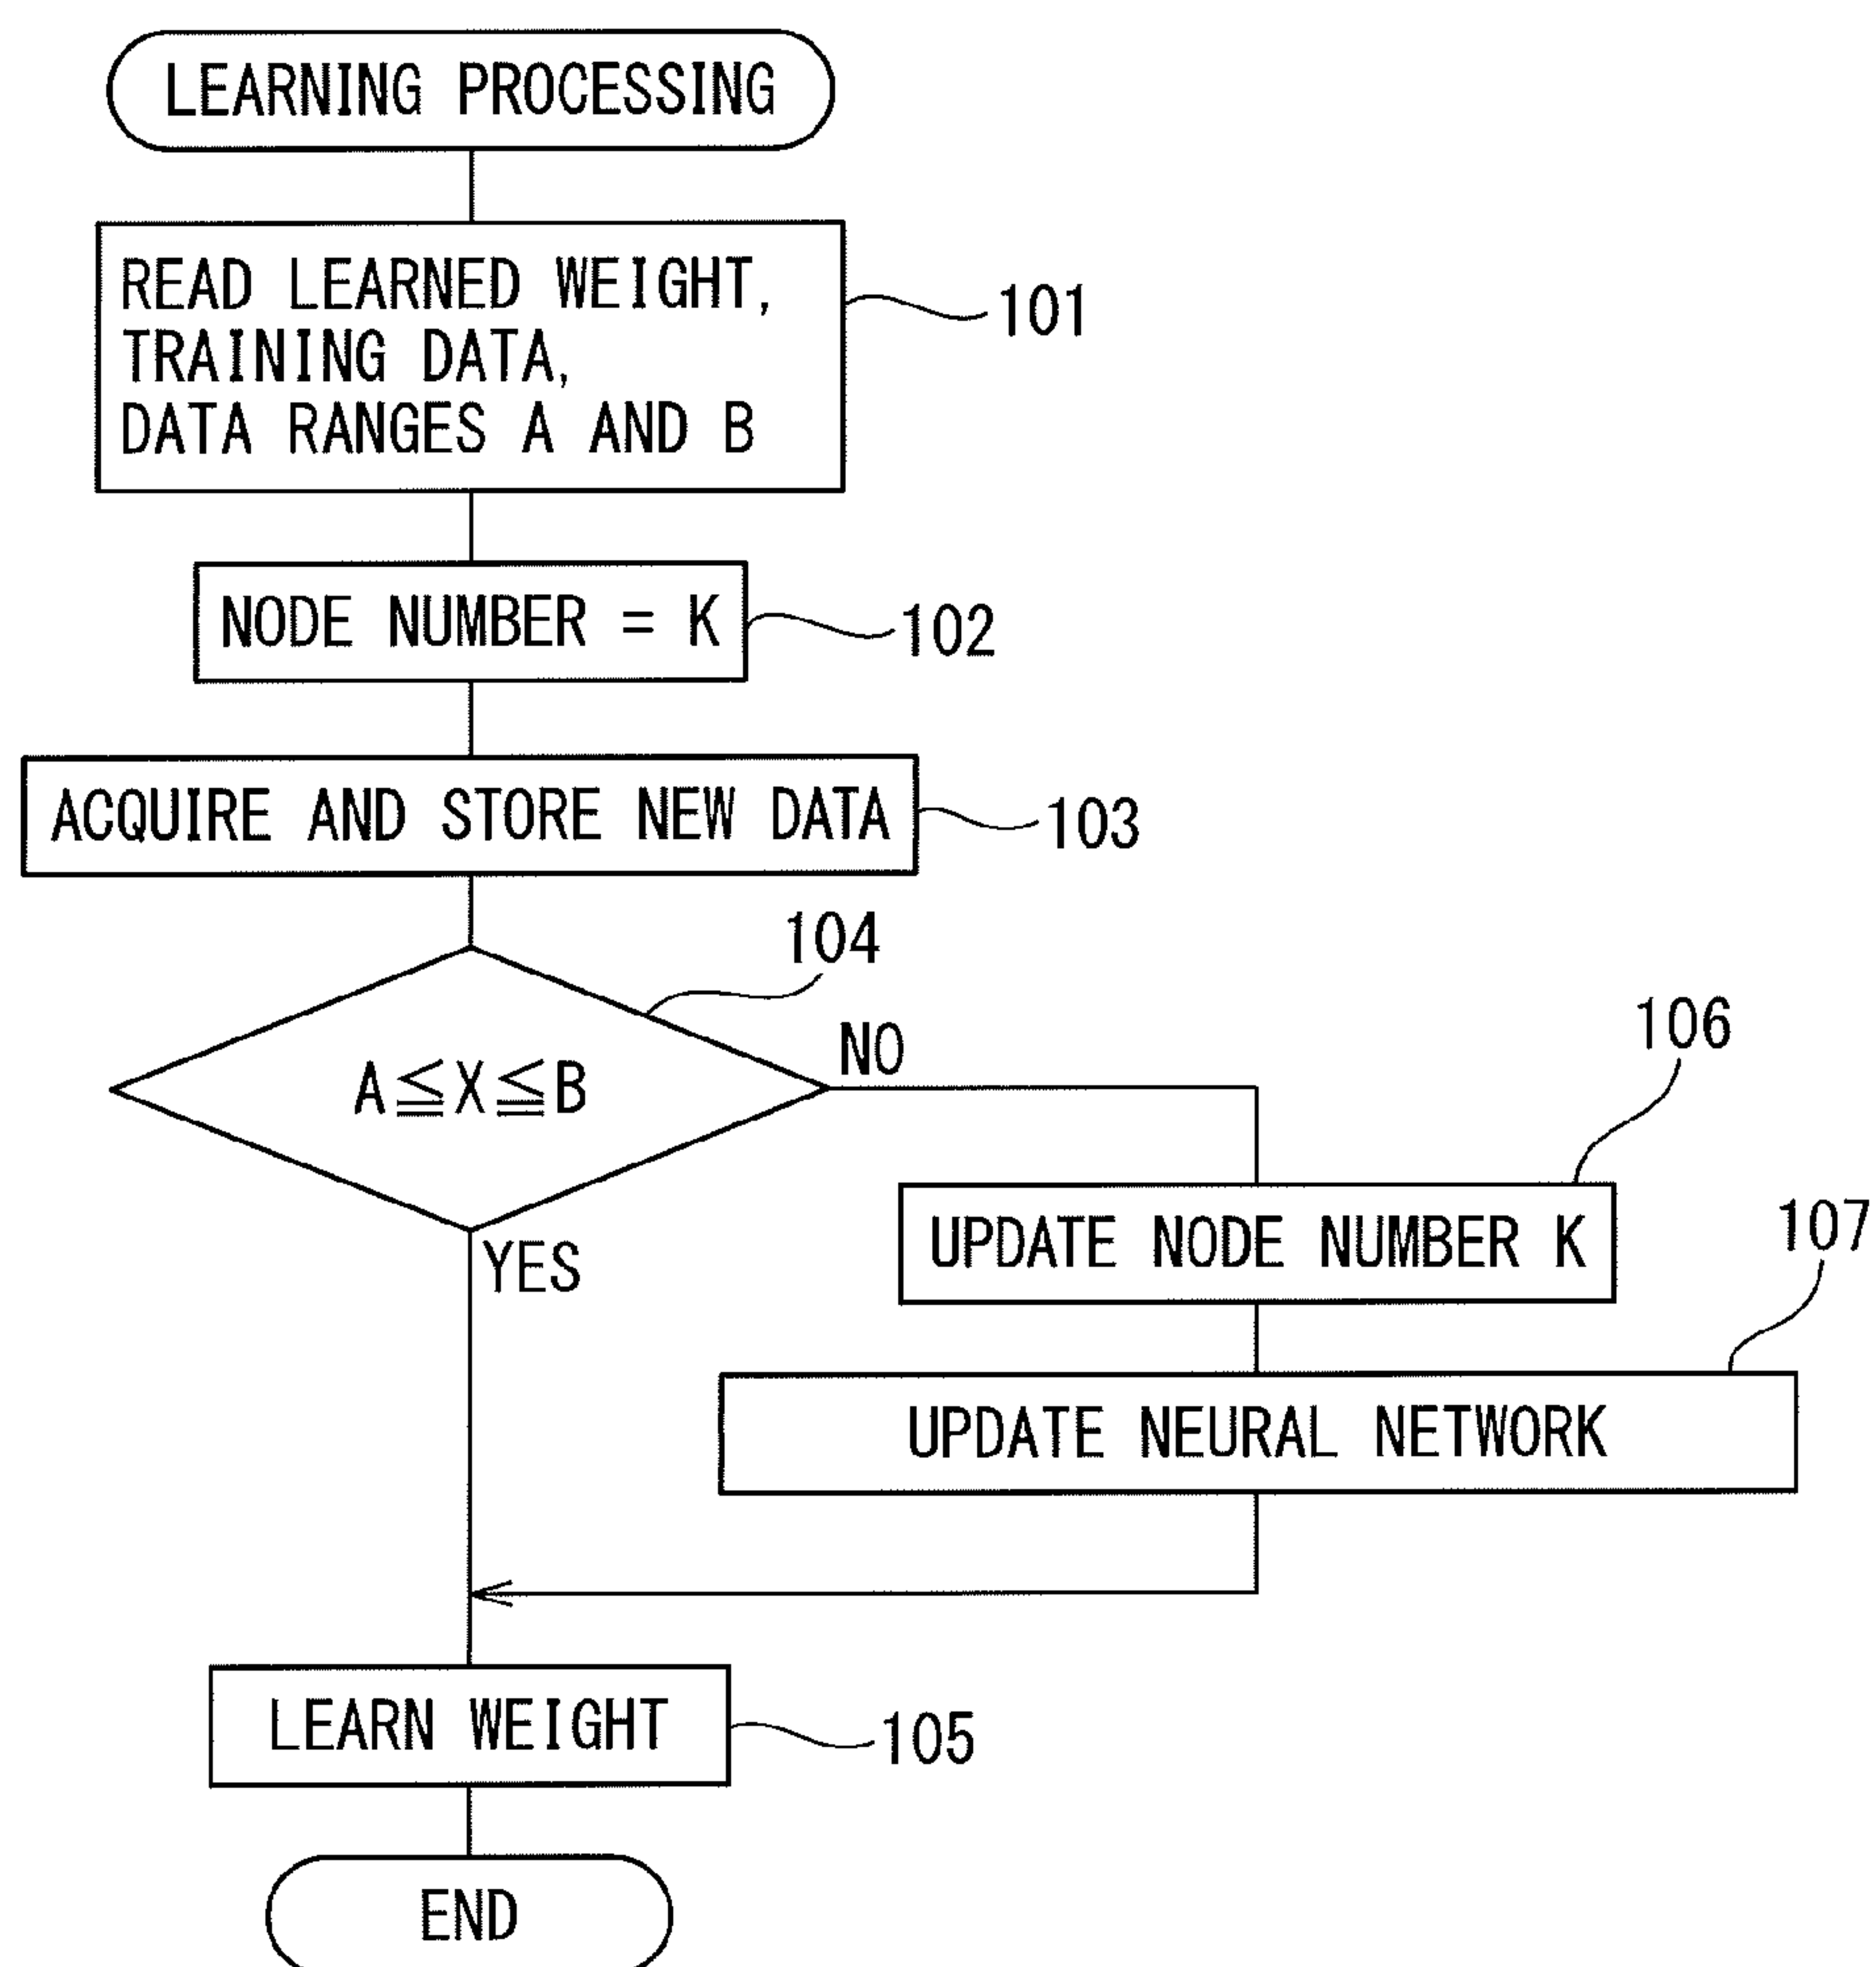 LEARNING PROCESSING
READ LEARNED WEIGHT,
TRAINING DATA,
DATA RANGES A AND B
101
NODE NUMBER = K
102
ACQUIRE AND STORE NEW DATA
103
104
A≦X≦B
NO
YES
106
UPDATE NODE NUMBER K
107
UPDATE NEURAL NETWORK
LEARN WEIGHT
105
END